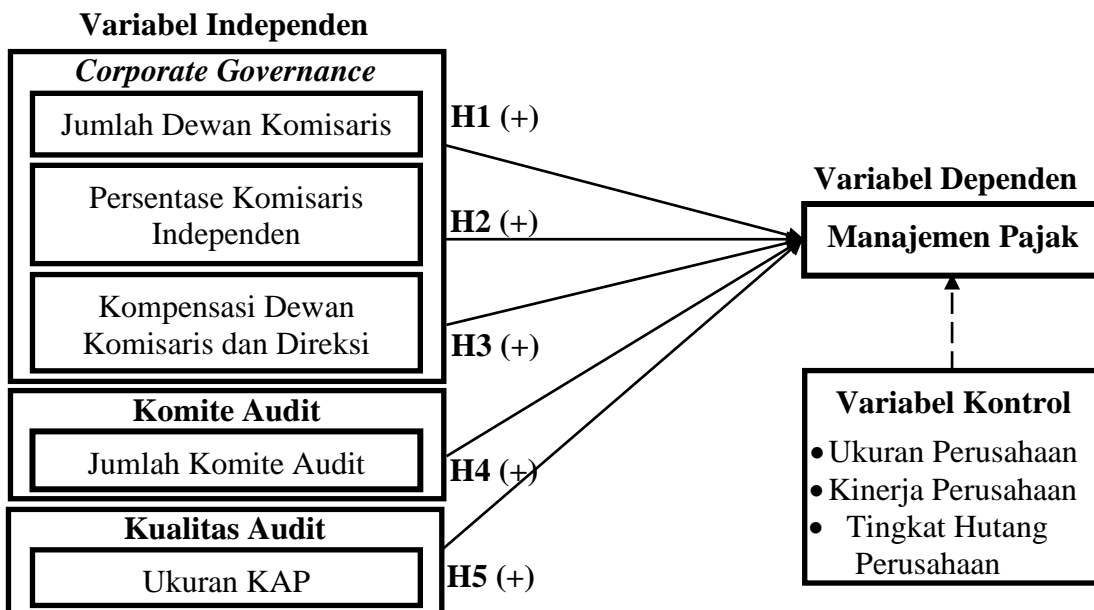 Variabel Independen
Corporate Governance
Jumlah Dewan Komisaris
Persentase Komisaris
Independen
Kompensasi Dewan
Komisaris dan Direksi
Komite Audit
Jumlah Komite Audit
Kualitas Audit
Ukuran KAP
H1 (+)
H2 (+)
H3 (+)
H4 (+)
H5 (+)
Variabel Dependen
Manajemen Pajak
Variabel Kontrol
• Ukuran Perusahaan
• Kinerja Perusahaan
• Tingkat Hutang
Perusahaan